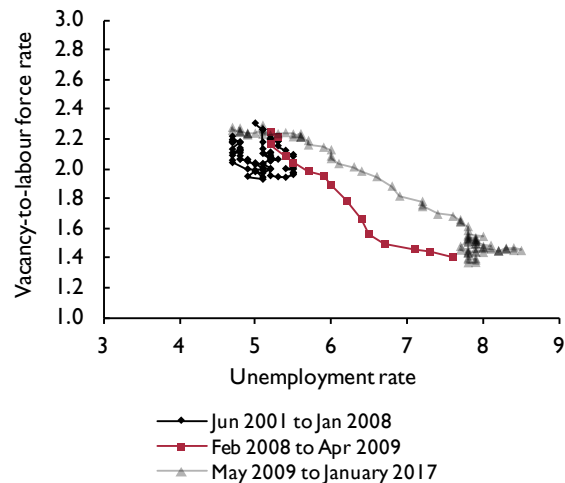 Vacancy-to-labour force rate
3.0
2.8
2.6
2.4
2.2
2.0
1.8
1.6
1.4
1.2
1.0
3 4 5 6 7 8 9
Unemployment rate
Jun 2001 to Jan 2008
Feb 2008 to Apr 2009
May 2009 to January 2017